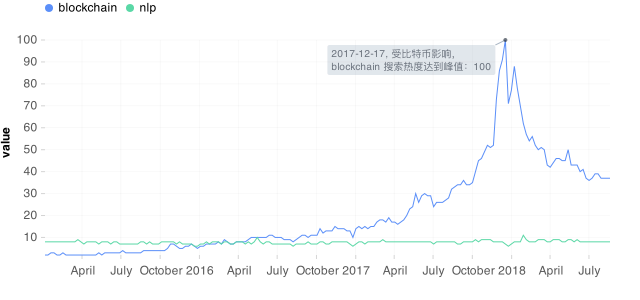 blockchain nlp
value
100
90
80
70
60
50
40
30
20
10
2017-12-17, 受比特币影响,
blockchain 搜索热度达到峰值：100
April July October 2016 April July October 2017 April July October 2018 April July